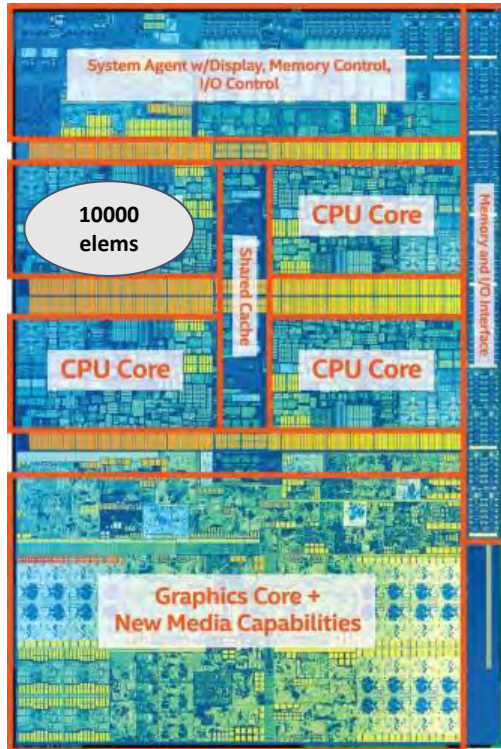 System Agent w/Display, Memory Control,
I/O Control
10000
elems
CPU Core
Shared Cache
Memory and I/O Interface
CPU Core
CPU Core
Graphics Core +
New Media Capabilities